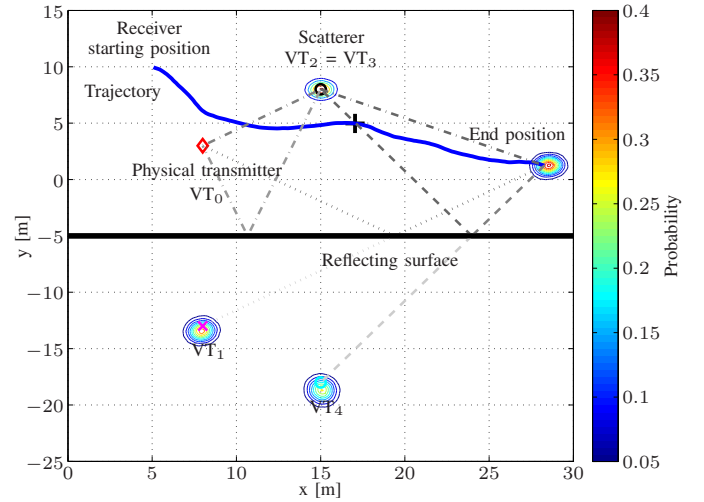 15
10
5
0
−5
−10
−15
−20
−25
y [m]
Receiver
starting position
Scatterer
VT2 = VT3
Trajectory
End position
Physical transmitter
VT0
Reflecting surface
VT1
VT4
0
5
10
15
20
25
30
x [m]
0.4
0.35
0.3
0.25
0.2
0.15
0.1
0.05
Probability